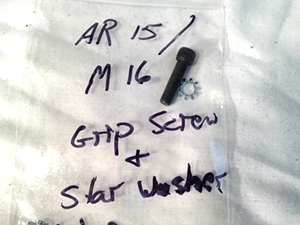 AR 15 /
M 16
Grip Screw
+
Star Washer